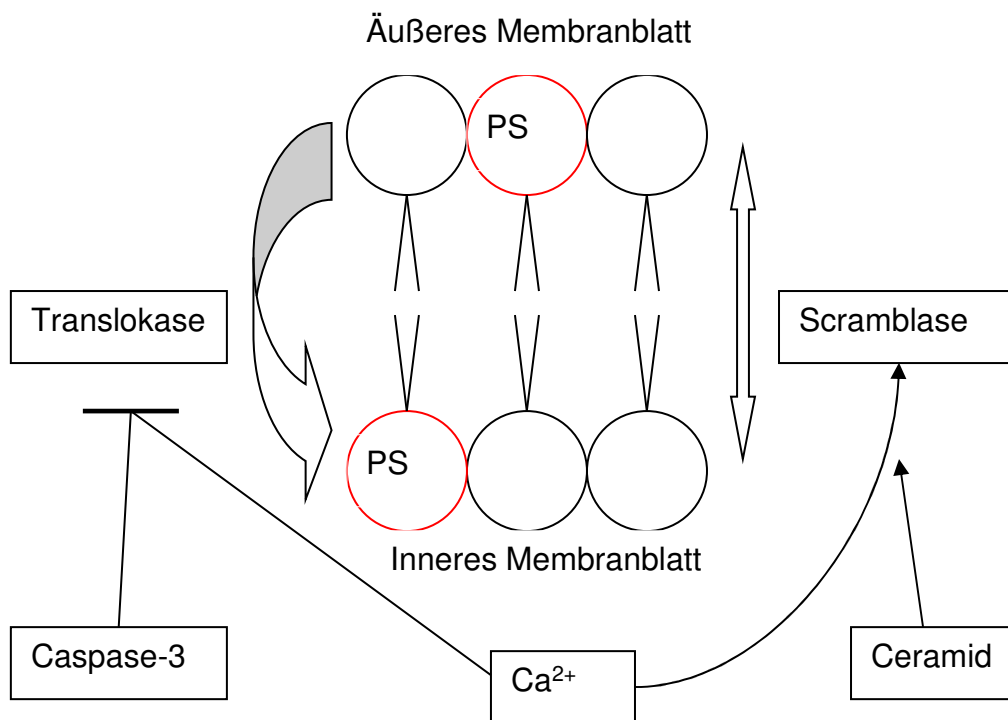 Äußeres Membranblatt
PS
Translokase
Scramblase
PS
Inneres Membranblatt
Caspase-3
Ca²⁺
Ceramid